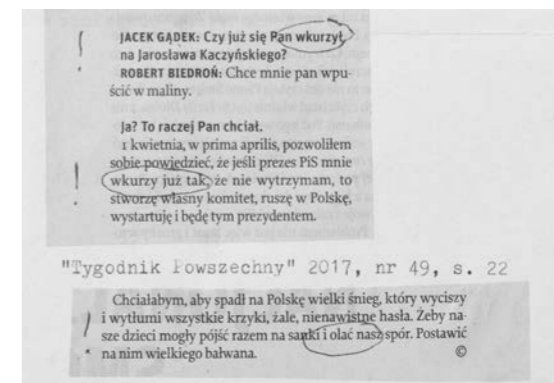 JACEK GĄDEK: Czy już się Pan wkurzył
na Jarosława Kaczyńskiego?
ROBERT BIEDROŃ: Chce mnie pan wpu-
ścić w maliny.
Ja? To raczej Pan chciał.
1 kwietnia, w prima aprilis, pozwoliłem
sobie powiedzieć, że jeśli prezes PiS mnie
wkurzy już tak, że nie wytrzymam, to
stworzę własny komitet, ruszę w Polskę,
wystartuję i będę tym prezydentem.
"Tygodnik Powszechny" 2017, nr 49, s. 22
Chciałabym, aby spadł na Polskę wielki śnieg, który wyciszy
i wytłumi wszystkie krzyki, żale, nienawistne hasła. Żeby na-
sze dzieci mogły pójść razem na sanki i olać nasz spór. Postawić
na nim wielkiego bałwana. ©